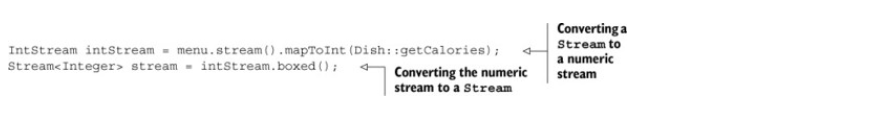 IntStream intStream = menu.stream().mapToInt(Dish::getCalories);
Stream<Integer> stream = intStream.boxed();
Converting a
Stream to
a numeric
stream
Converting the numeric
stream to a Stream